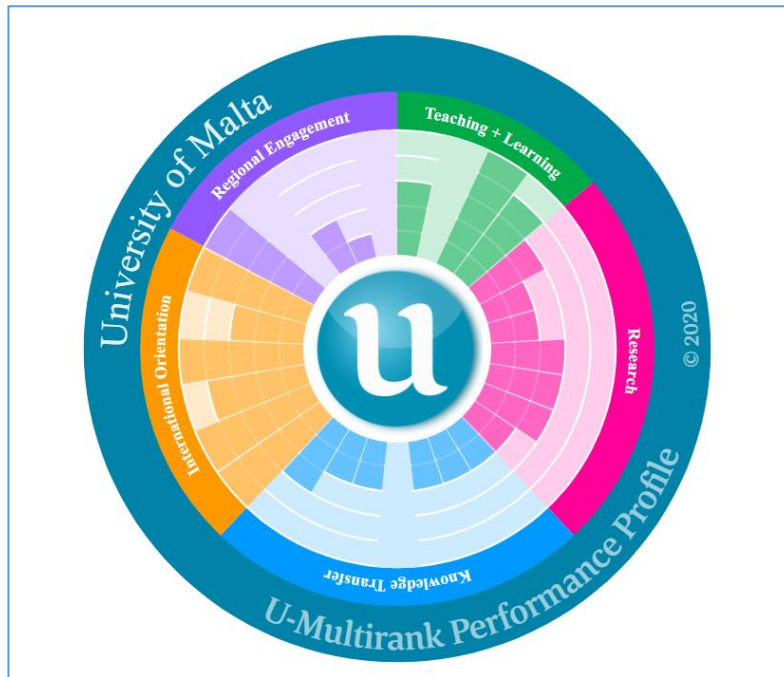 University of Malta
Regional Engagement
Teaching + Learning
International Orientation
u
Research
© 2020
Knowledge Transfer
U-Multirank Performance Profile